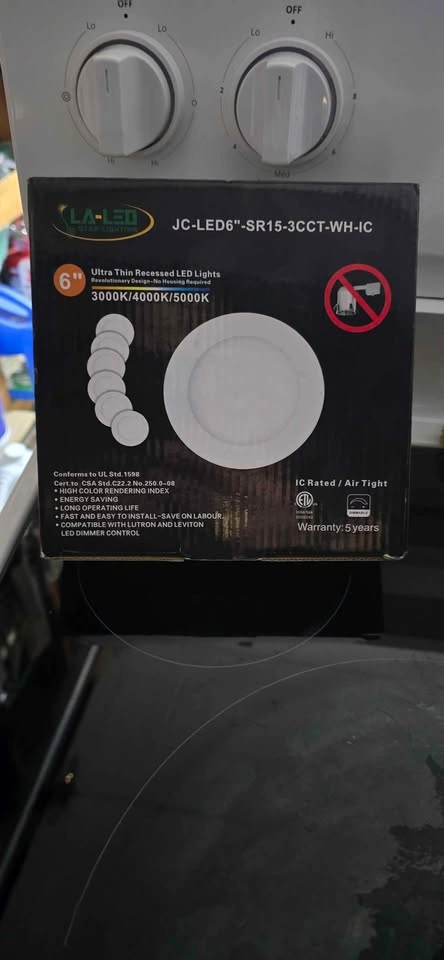 OFF
Lo
Lo
Hi
Hi
OFF
Hi
2
8
4
6
Med
LA-LED
STAR LIGHTING
JC-LED6"-SR15-3CCT-WH-IC
6"
Ultra Thin Recessed LED Lights
Revolutionary Design-No Housing Required
3000K/4000K/5000K
Conforms to UL Std.1598
Cert.to CSA Std.C22.2 No.250.0-08
• HIGH COLOR RENDERING INDEX
• ENERGY SAVING
• LONG OPERATING LIFE
• FAST AND EASY TO INSTALL-SAVE ON LABOUR.
• COMPATIBLE WITH LUTRON AND LEVITON
LED DIMMER CONTROL
IC Rated / Air Tight
ETL
DIMMABLE
Warranty: 5 years